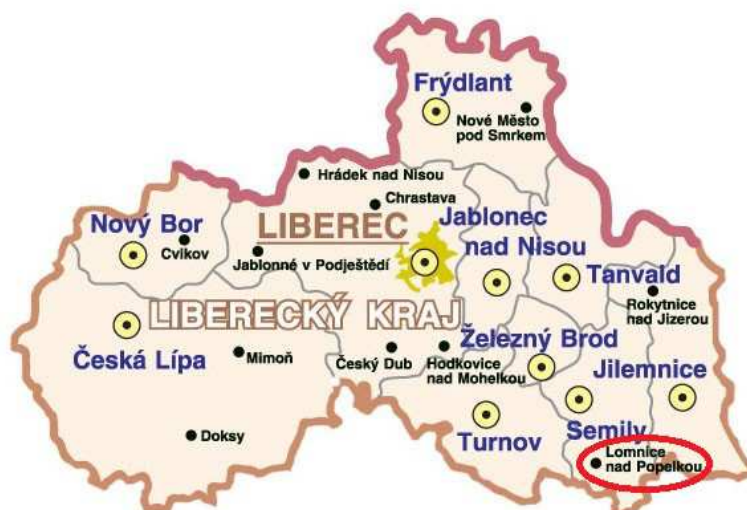 Frýdlant
Nové Město
pod Smrkem
Hrádek nad Nisou
Chrastava
Nový Bor
Cvikov
LIBEREC
Jablonné v Podještědí
Jablonec
nad Nisou
Tanvald
Rokytnice
nad Jizerou
LIBERECKÝ KRAJ
Česká Lípa
Mimoň
Český Dub
Hodkovice
nad Mohelkou
Železný Brod
Jilemnice
Doksy
Turnov
Semily
Lomnice
nad Popelkou